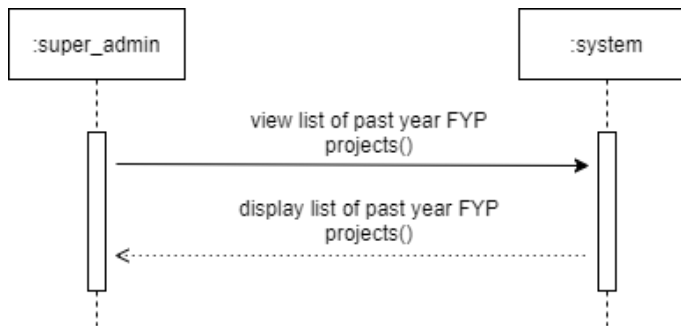 :super_admin
:system
view list of past year FYP
projects()
display list of past year FYP
projects()